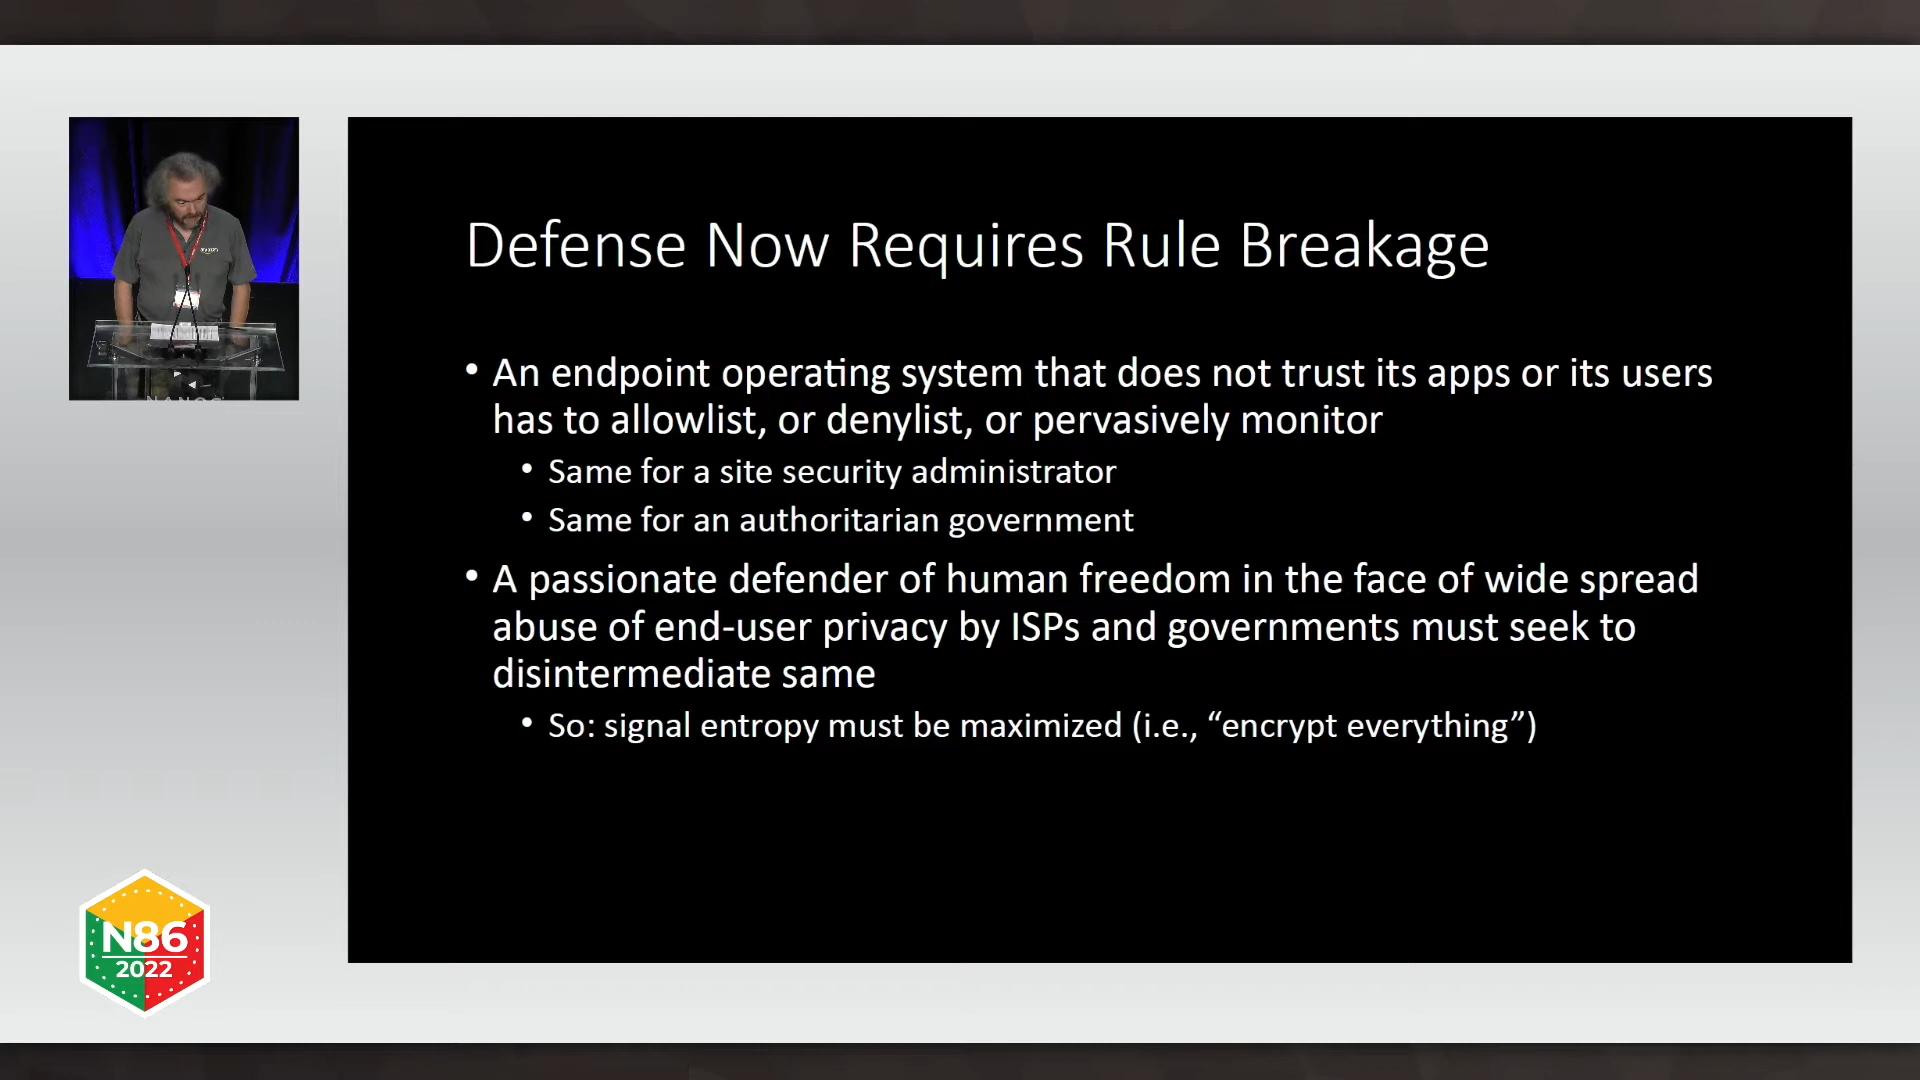 Defense Now Requires Rule Breakage
• An endpoint operating system that does not trust its apps or its users
has to allowlist, or denylist, or pervasively monitor
• Same for a site security administrator
• Same for an authoritarian government
• A passionate defender of human freedom in the face of wide spread
abuse of end-user privacy by ISPs and governments must seek to
disintermediate same
• So: signal entropy must be maximized (i.e., “encrypt everything”)
N86
2022